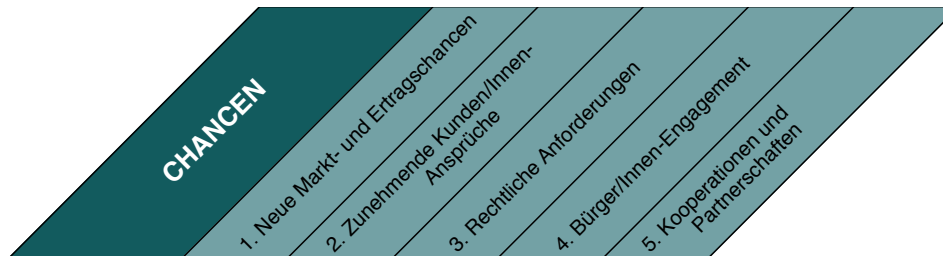 CHANCEN
1. Neue Markt- und Ertragschancen
2. Zunehmende Kunden/Innen-
Ansprüche
3. Rechtliche Anforderungen
4. Bürger/Innen-Engagement
5. Kooperationen und
Partnerschaften